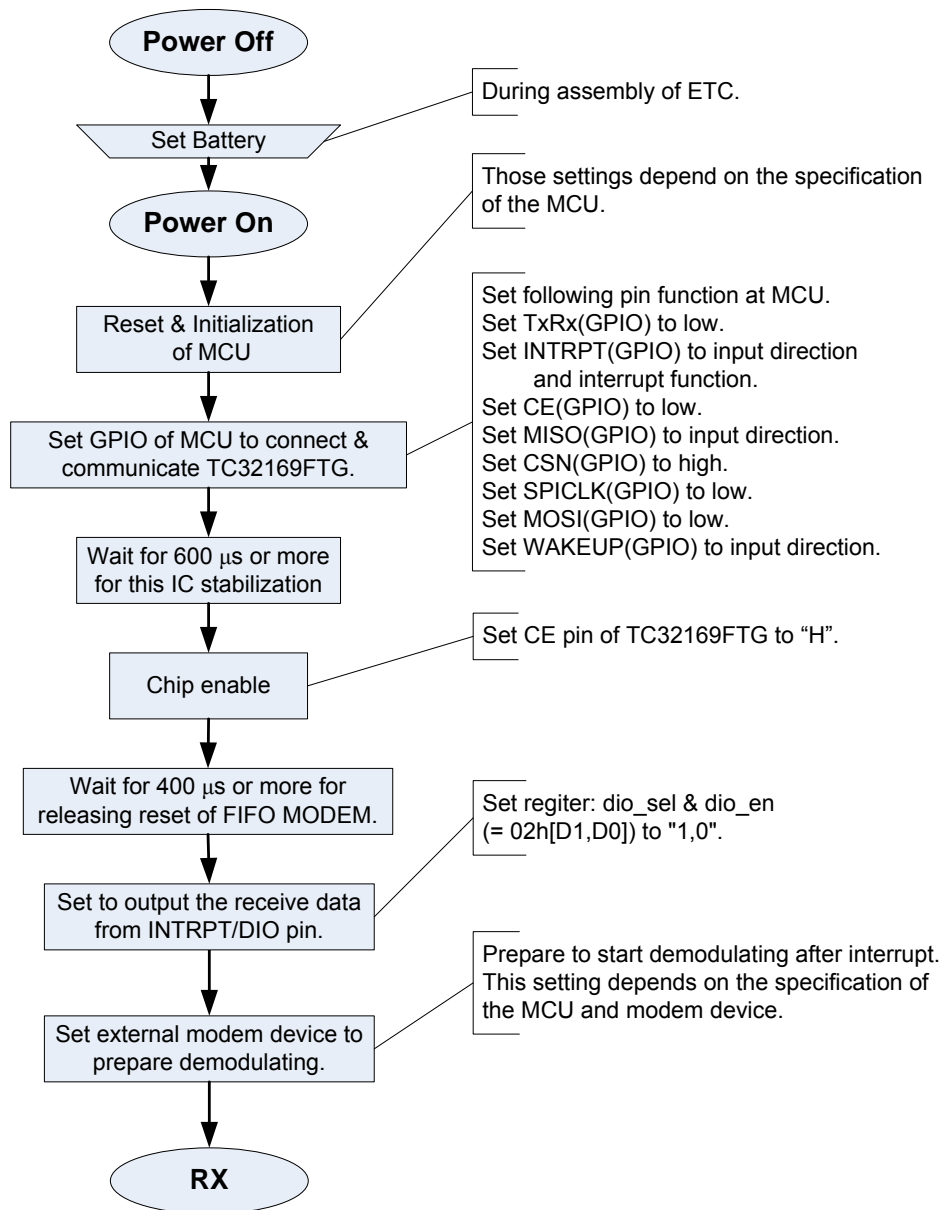 Power Off
During assembly of ETC.
Set Battery
Those settings depend on the specification
of the MCU.
Power On
Reset & Initialization
of MCU
Set following pin function at MCU.
Set TxRx(GPIO) to low.
Set INTRPT(GPIO) to input direction
and interrupt function.
Set CE(GPIO) to low.
Set MISO(GPIO) to input direction.
Set CSN(GPIO) to high.
Set SPICLK(GPIO) to low.
Set MOSI(GPIO) to low.
Set WAKEUP(GPIO) to input direction.
Set GPIO of MCU to connect &
communicate TC32169FTG.
Wait for 600 μs or more
for this IC stabilization
Set CE pin of TC32169FTG to “H”.
Chip enable
Wait for 400 μs or more for
releasing reset of FIFO MODEM.
Set regiter: dio_sel & dio_en
(= 02h[D1,D0]) to "1,0".
Set to output the receive data
from INTRPT/DIO pin.
Prepare to start demodulating after interrupt.
This setting depends on the specification of
the MCU and modem device.
Set external modem device to
prepare demodulating.
RX